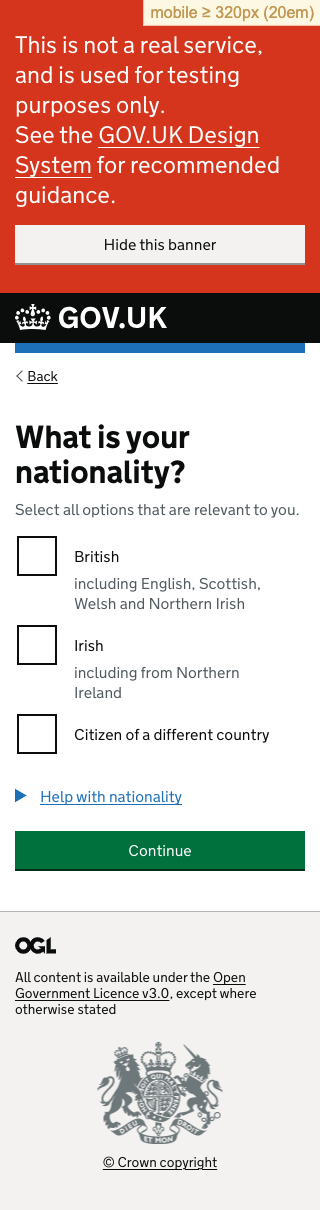 mobile ≥ 320px (20em)
This is not a real service,
and is used for testing
purposes only.
See the GOV.UK Design
System for recommended
guidance.
Hide this banner
GOV.UK
Back
What is your
nationality?
Select all options that are relevant to you.
British
including English, Scottish,
Welsh and Northern Irish
Irish
including from Northern
Ireland
Citizen of a different country
Help with nationality
Continue
OGL
All content is available under the Open
Government Licence v3.0, except where
otherwise stated
DIEU ET MON DROIT
© Crown copyright